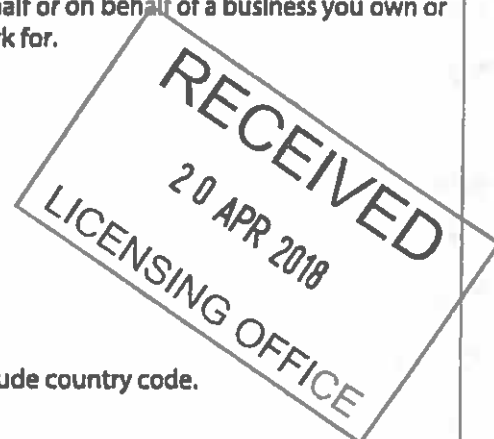 half or on behalf of a business you own or
rk for.
RECEIVED
20 APR 2018
LICENSING OFFICE
ude country code.